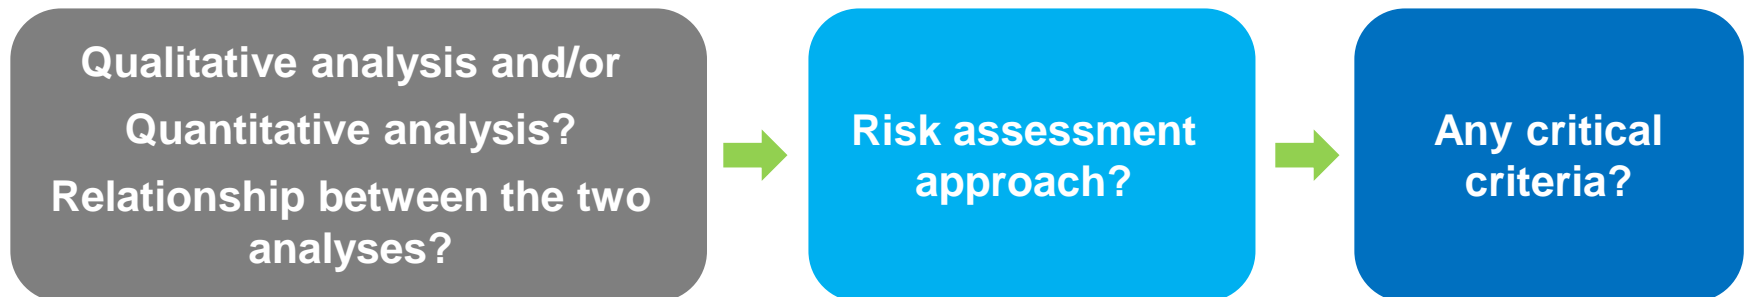 Qualitative analysis and/or
Quantitative analysis?
Relationship between the two
analyses?
Risk assessment
approach?
Any critical
criteria?